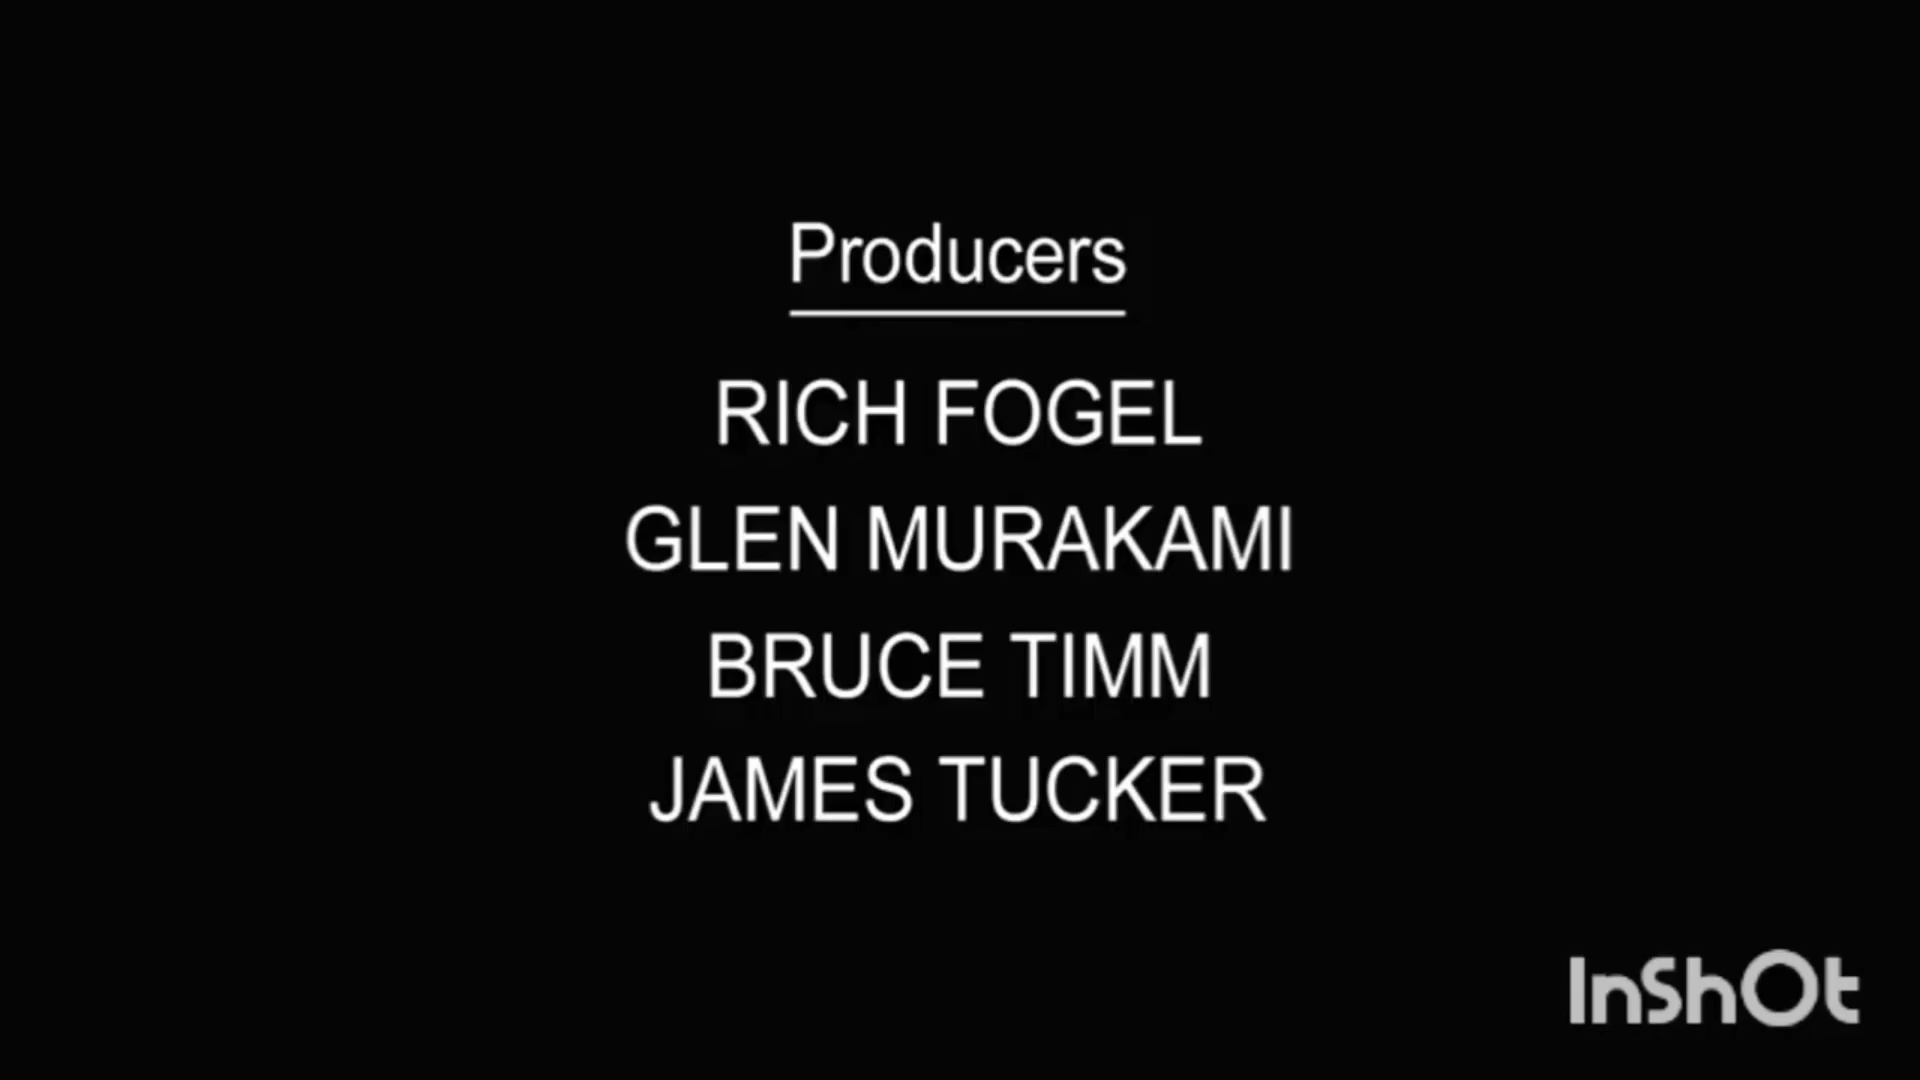 Producers
RICH FOGEL
GLEN MURAKAMI
BRUCE TIMM
JAMES TUCKER
InShOt